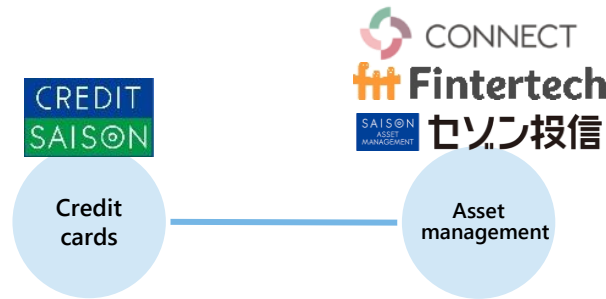 CONNECT
Fintertech
SAISON
ASSET
MANAGEMENT
セゾン投信
CREDIT
SAISON
Credit
cards
Asset
management